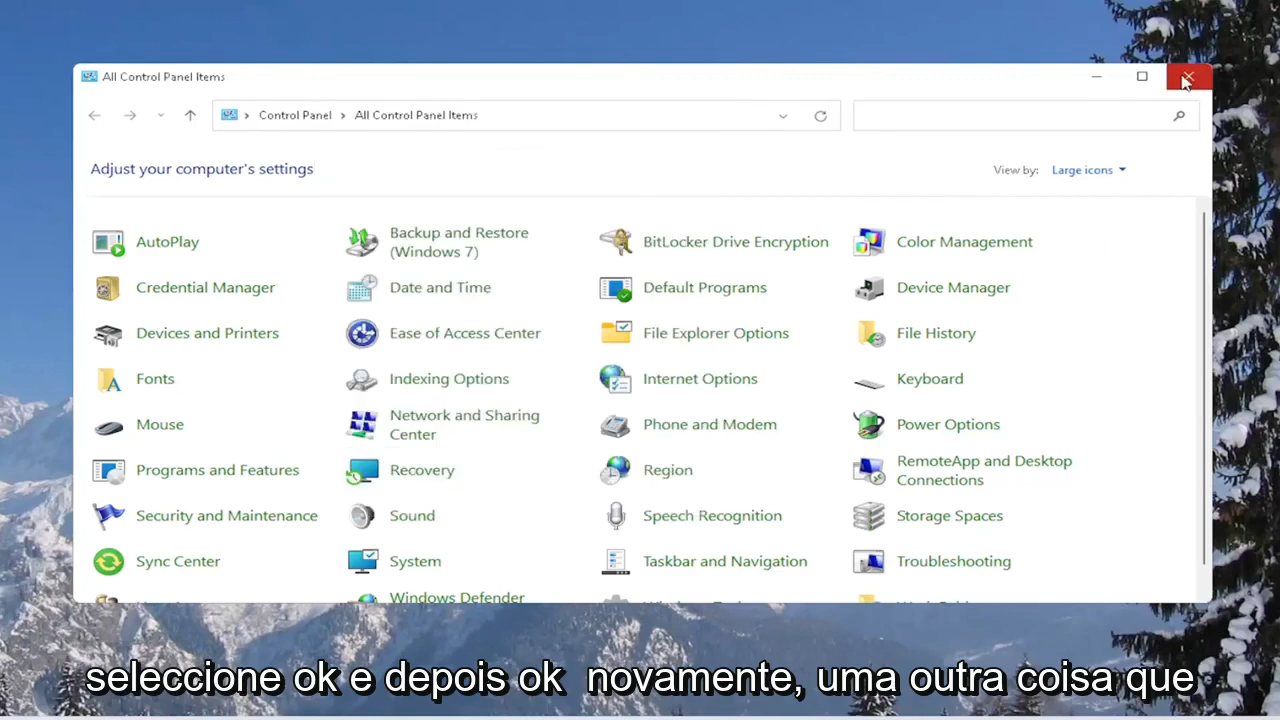 All Control Panel Items
Control Panel > All Control Panel Items
Adjust your computer's settings
View by: Large icons
AutoPlay
Backup and Restore
(Windows 7)
BitLocker Drive Encryption
Color Management
Credential Manager
Date and Time
Default Programs
Device Manager
Devices and Printers
Ease of Access Center
File Explorer Options
File History
Fonts
Indexing Options
Internet Options
Keyboard
Mouse
Network and Sharing
Center
Phone and Modem
Power Options
Programs and Features
Recovery
Region
RemoteApp and Desktop
Connections
Security and Maintenance
Sound
Speech Recognition
Storage Spaces
Sync Center
System
Taskbar and Navigation
Troubleshooting
Windows Defender
seleccione ok e depois ok novamente, uma outra coisa que